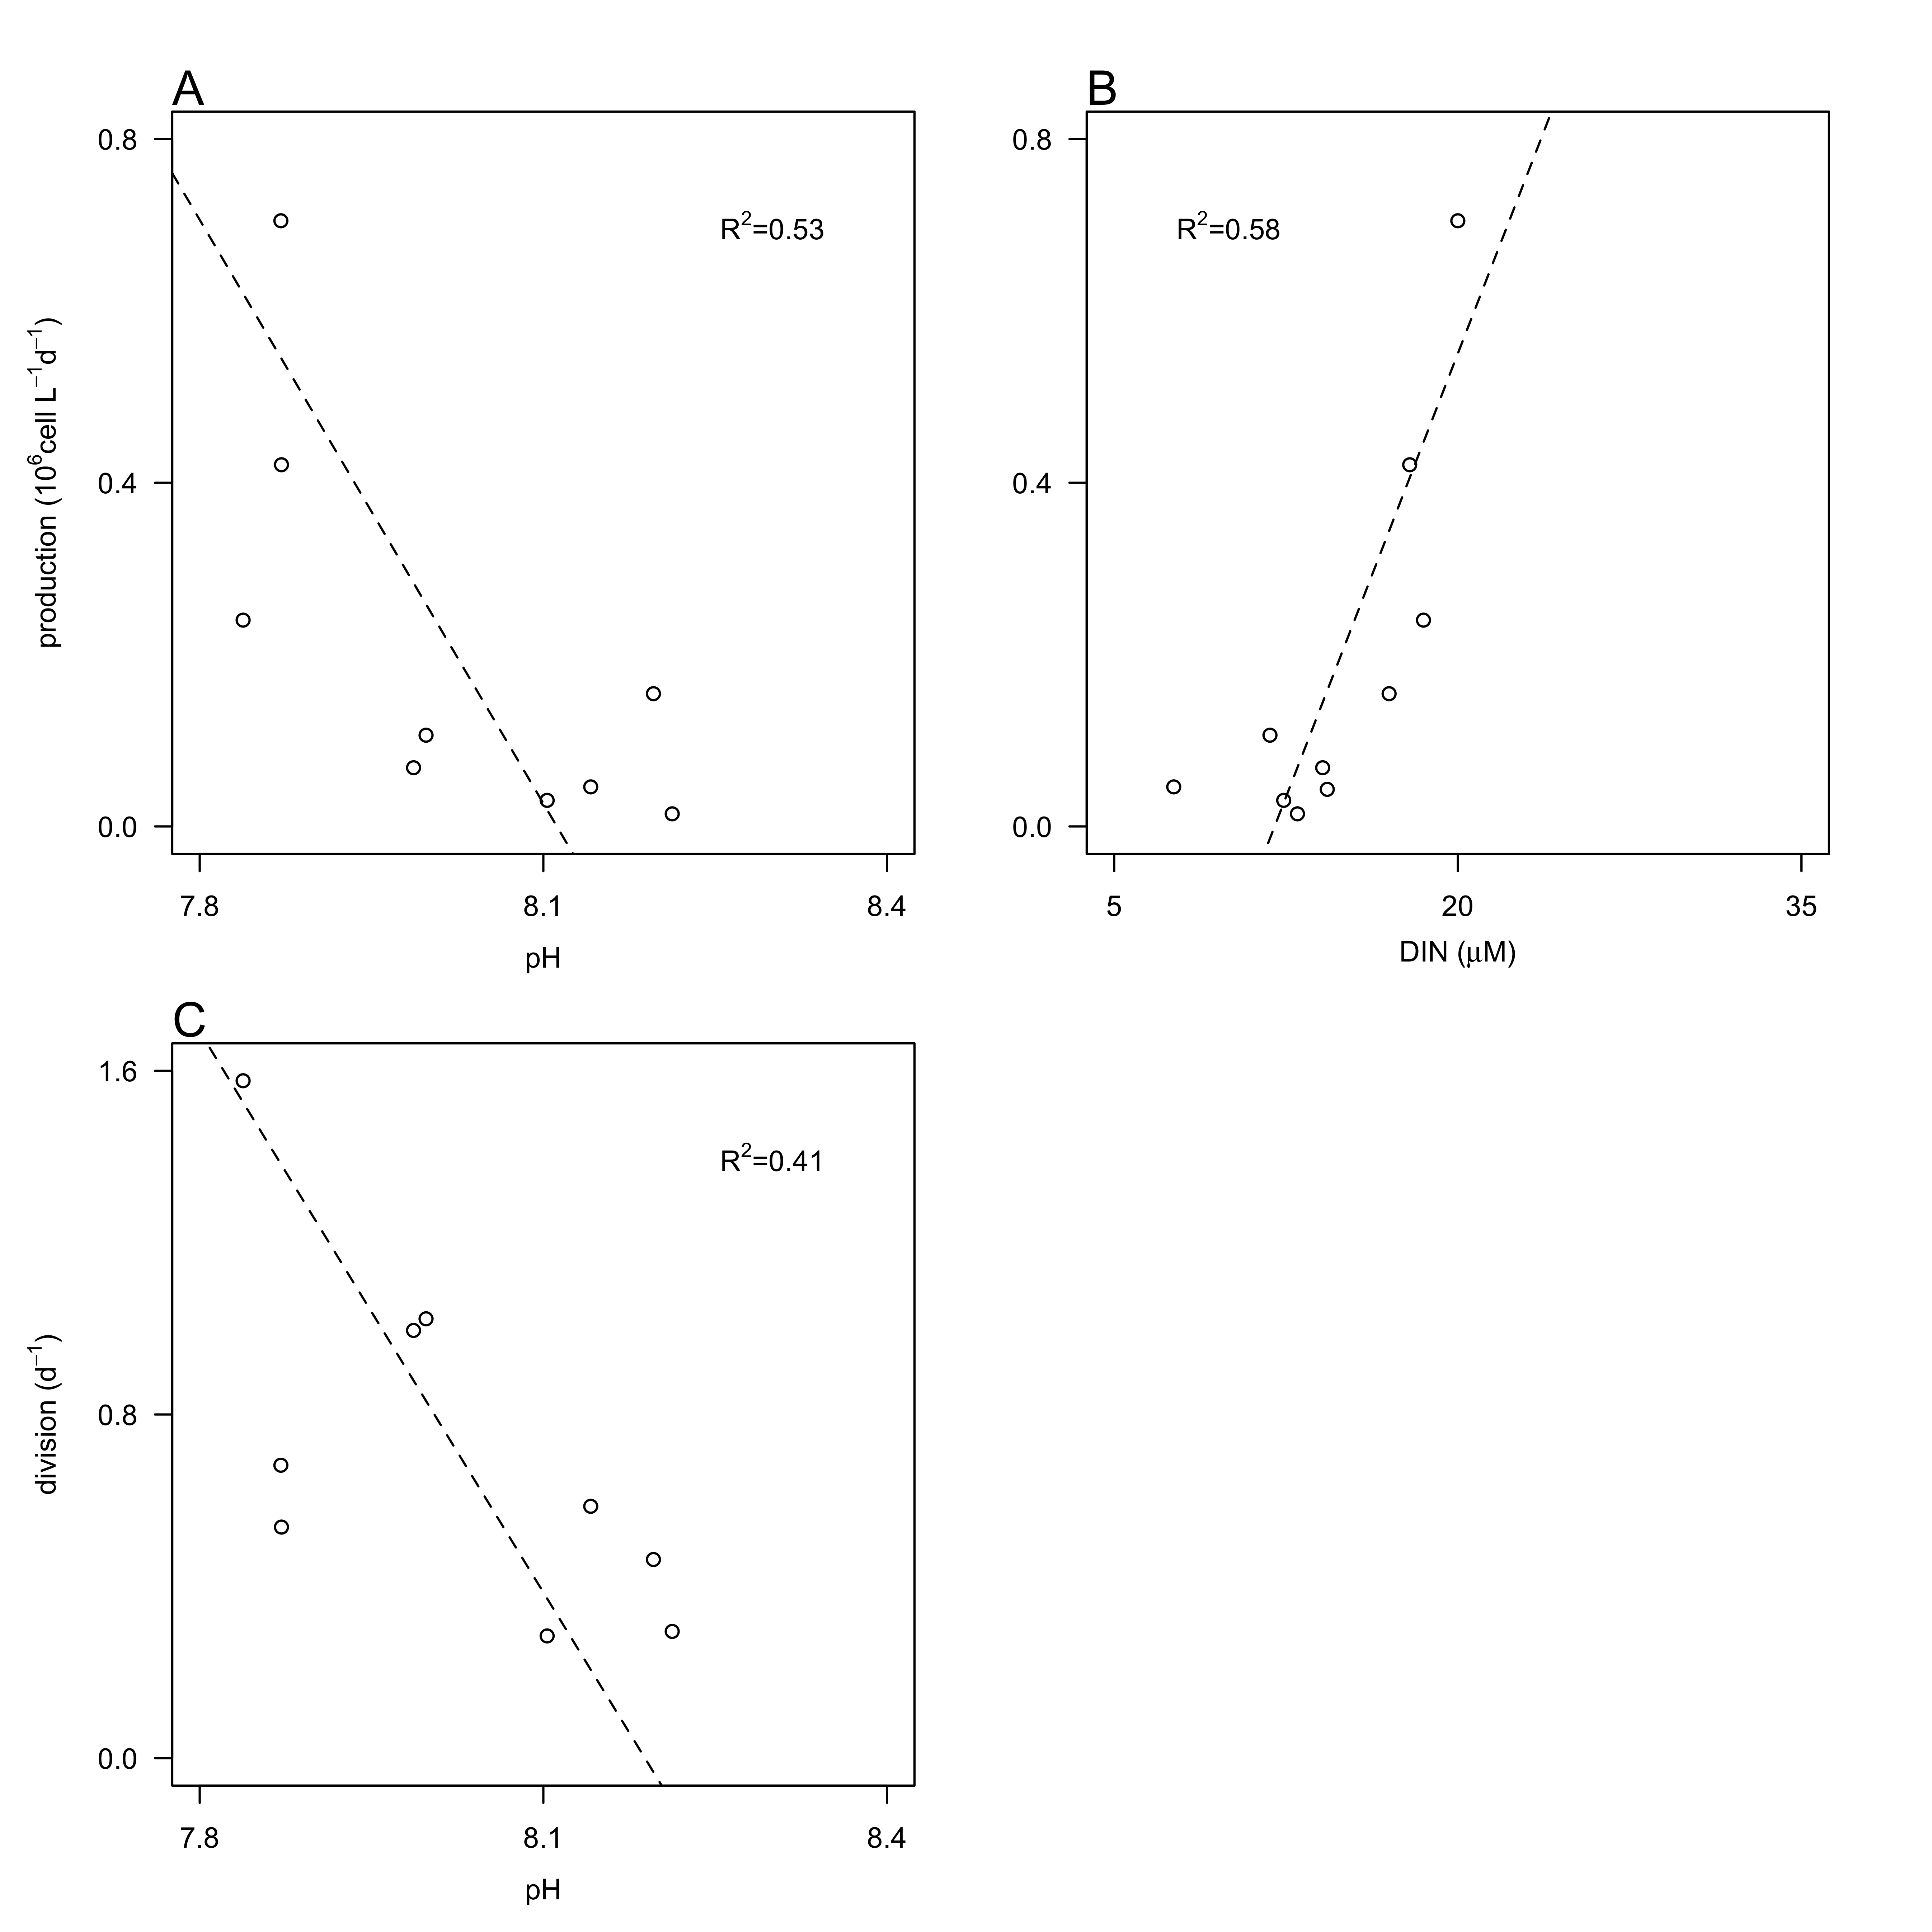 A
0.8
0.4
0.0
production (10⁶cell L⁻¹d⁻¹)
R²=0.53
7.8 8.1 8.4
pH
B
0.8
0.4
0.0
R²=0.58
5 20 35
DIN (μM)
C
1.6
0.8
0.0
division (d⁻¹)
R²=0.41
7.8 8.1 8.4
pH